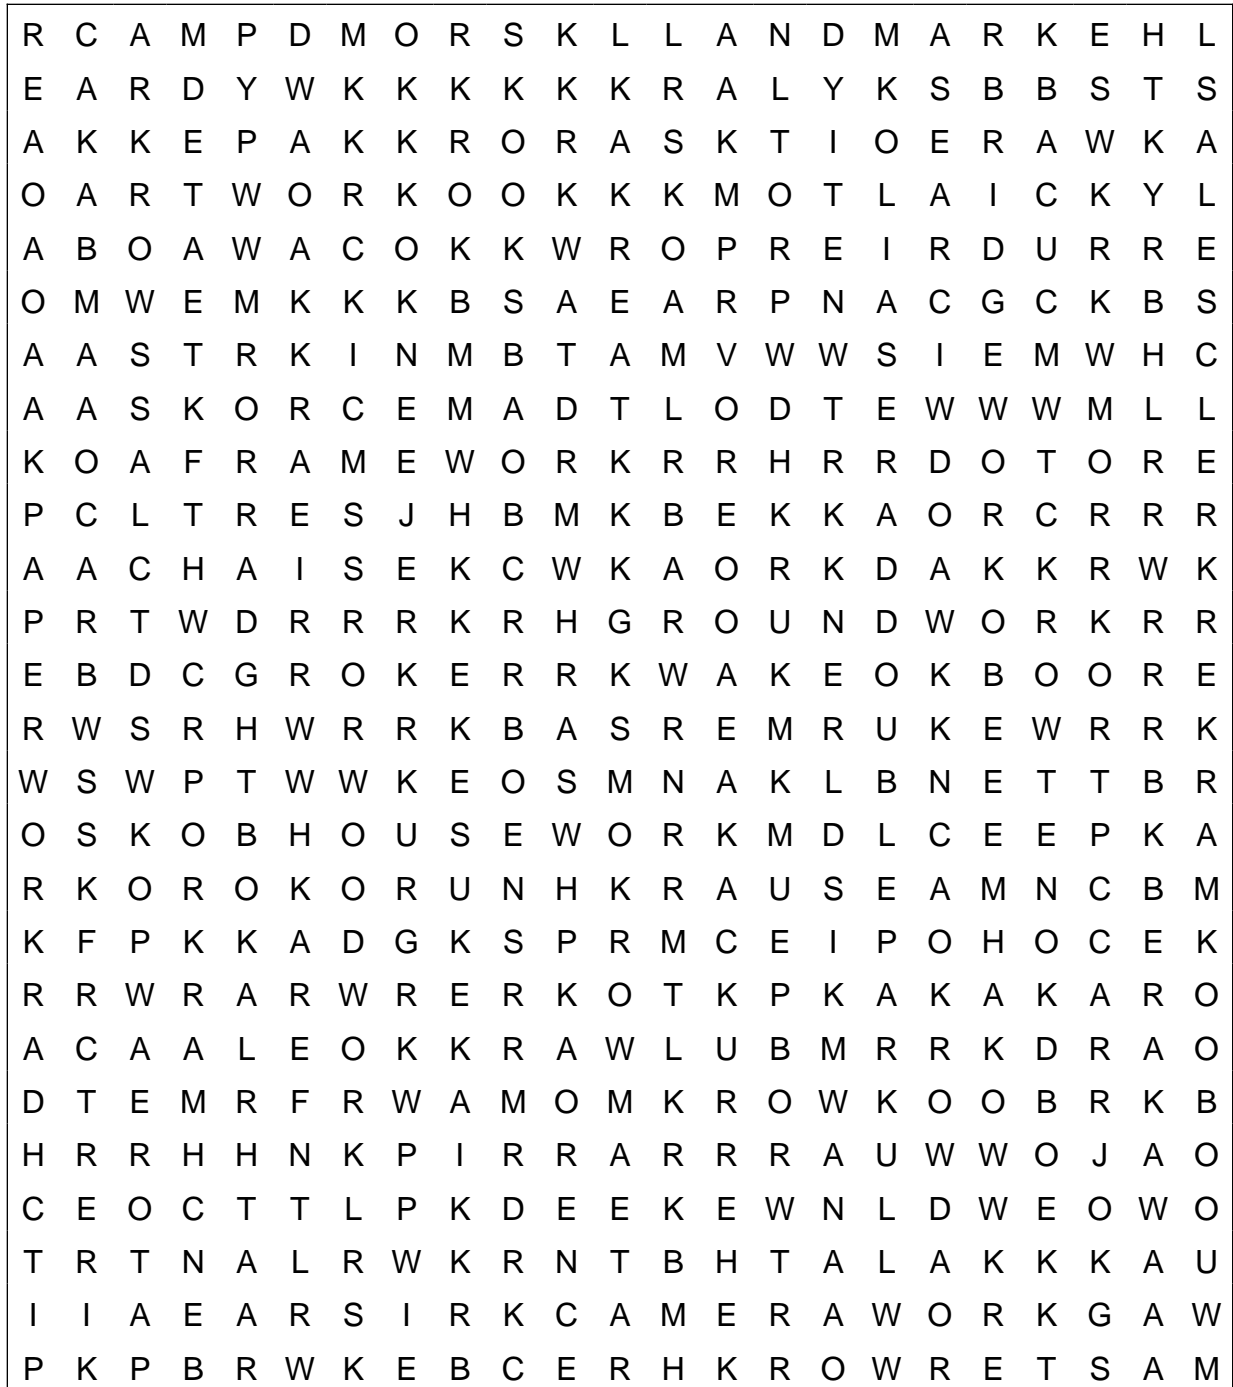 R C A M P D M O R S K L L A N D M A R K E H L
E A R D Y W K K K K K K R A L Y K S B B S T S
A K K E P A K K R O R A S K T I O E R A W K A
O A R T W O R K O O K K K M O T L A I C K Y L
A B O A W A C O K K W R O P R E I R D U R R E
O M W E M K K K B S A E A R P N A C G C K B S
A A S T R K I N M B T A M V W W S I E M W H C
A A S K O R C E M A D T L O D T E W W W M L L
K O A F R A M E W O R K R R H R R D O T O R E
P C L T R E S J H B M K B E K K A O R C R R R
A A C H A I S E K C W K A O R K D A K K R W K
P R T W D R R R K R H G R O U N D W O R K R R
E B D C G R O K E R R K W A K E O K B O O R E
R W S R H W R R K B A S R E M R U K E W R R K
W S W P T W W K E O S M N A K L B N E T T B R
O S K O B H O U S E W O R K M D L C E E P K A
R K O R O K O R U N H K R A U S E A M N C B M
K F P K K A D G K S P R M C E I P O H O C E K
R R W R A R W R E R K O T K P K A K A K A R O
A C A A L E O K K R A W L U B M R R K D R A O
D T E M R F R W A M O M K R O W K O O B R K B
H R R H H N K P I R R A R R R A U W W O J A O
C E O C T T L P K D E E K E W N L D W E O W O
T R T N A L R W K R N T B H T A L A K K K A U
I I A E A R S I R K C A M E R A W O R K G A W
P K P B R W K E B C E R H K R O W R E T S A M